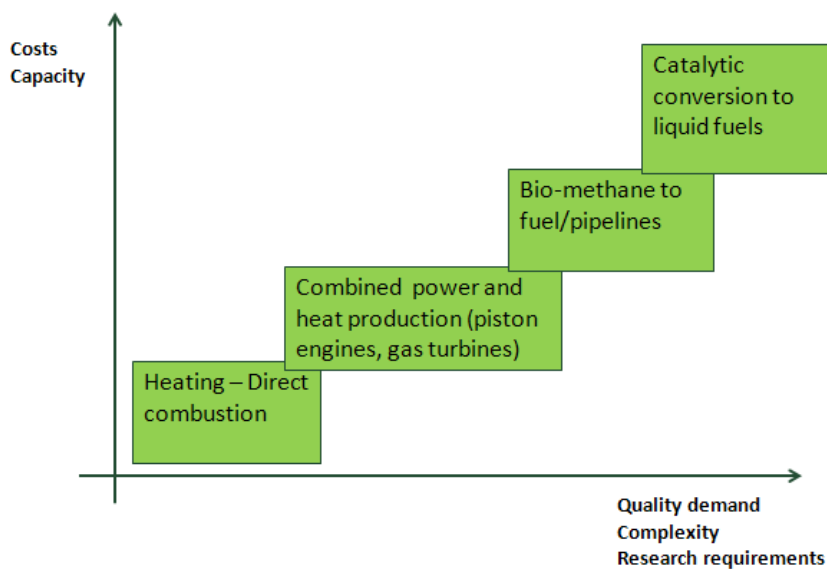 Costs
Capacity
Catalytic
conversion to
liquid fuels
Bio-methane to
fuel/pipelines
Combined power and
heat production (piston
engines, gas turbines)
Heating – Direct
combustion
Quality demand
Complexity
Research requirements